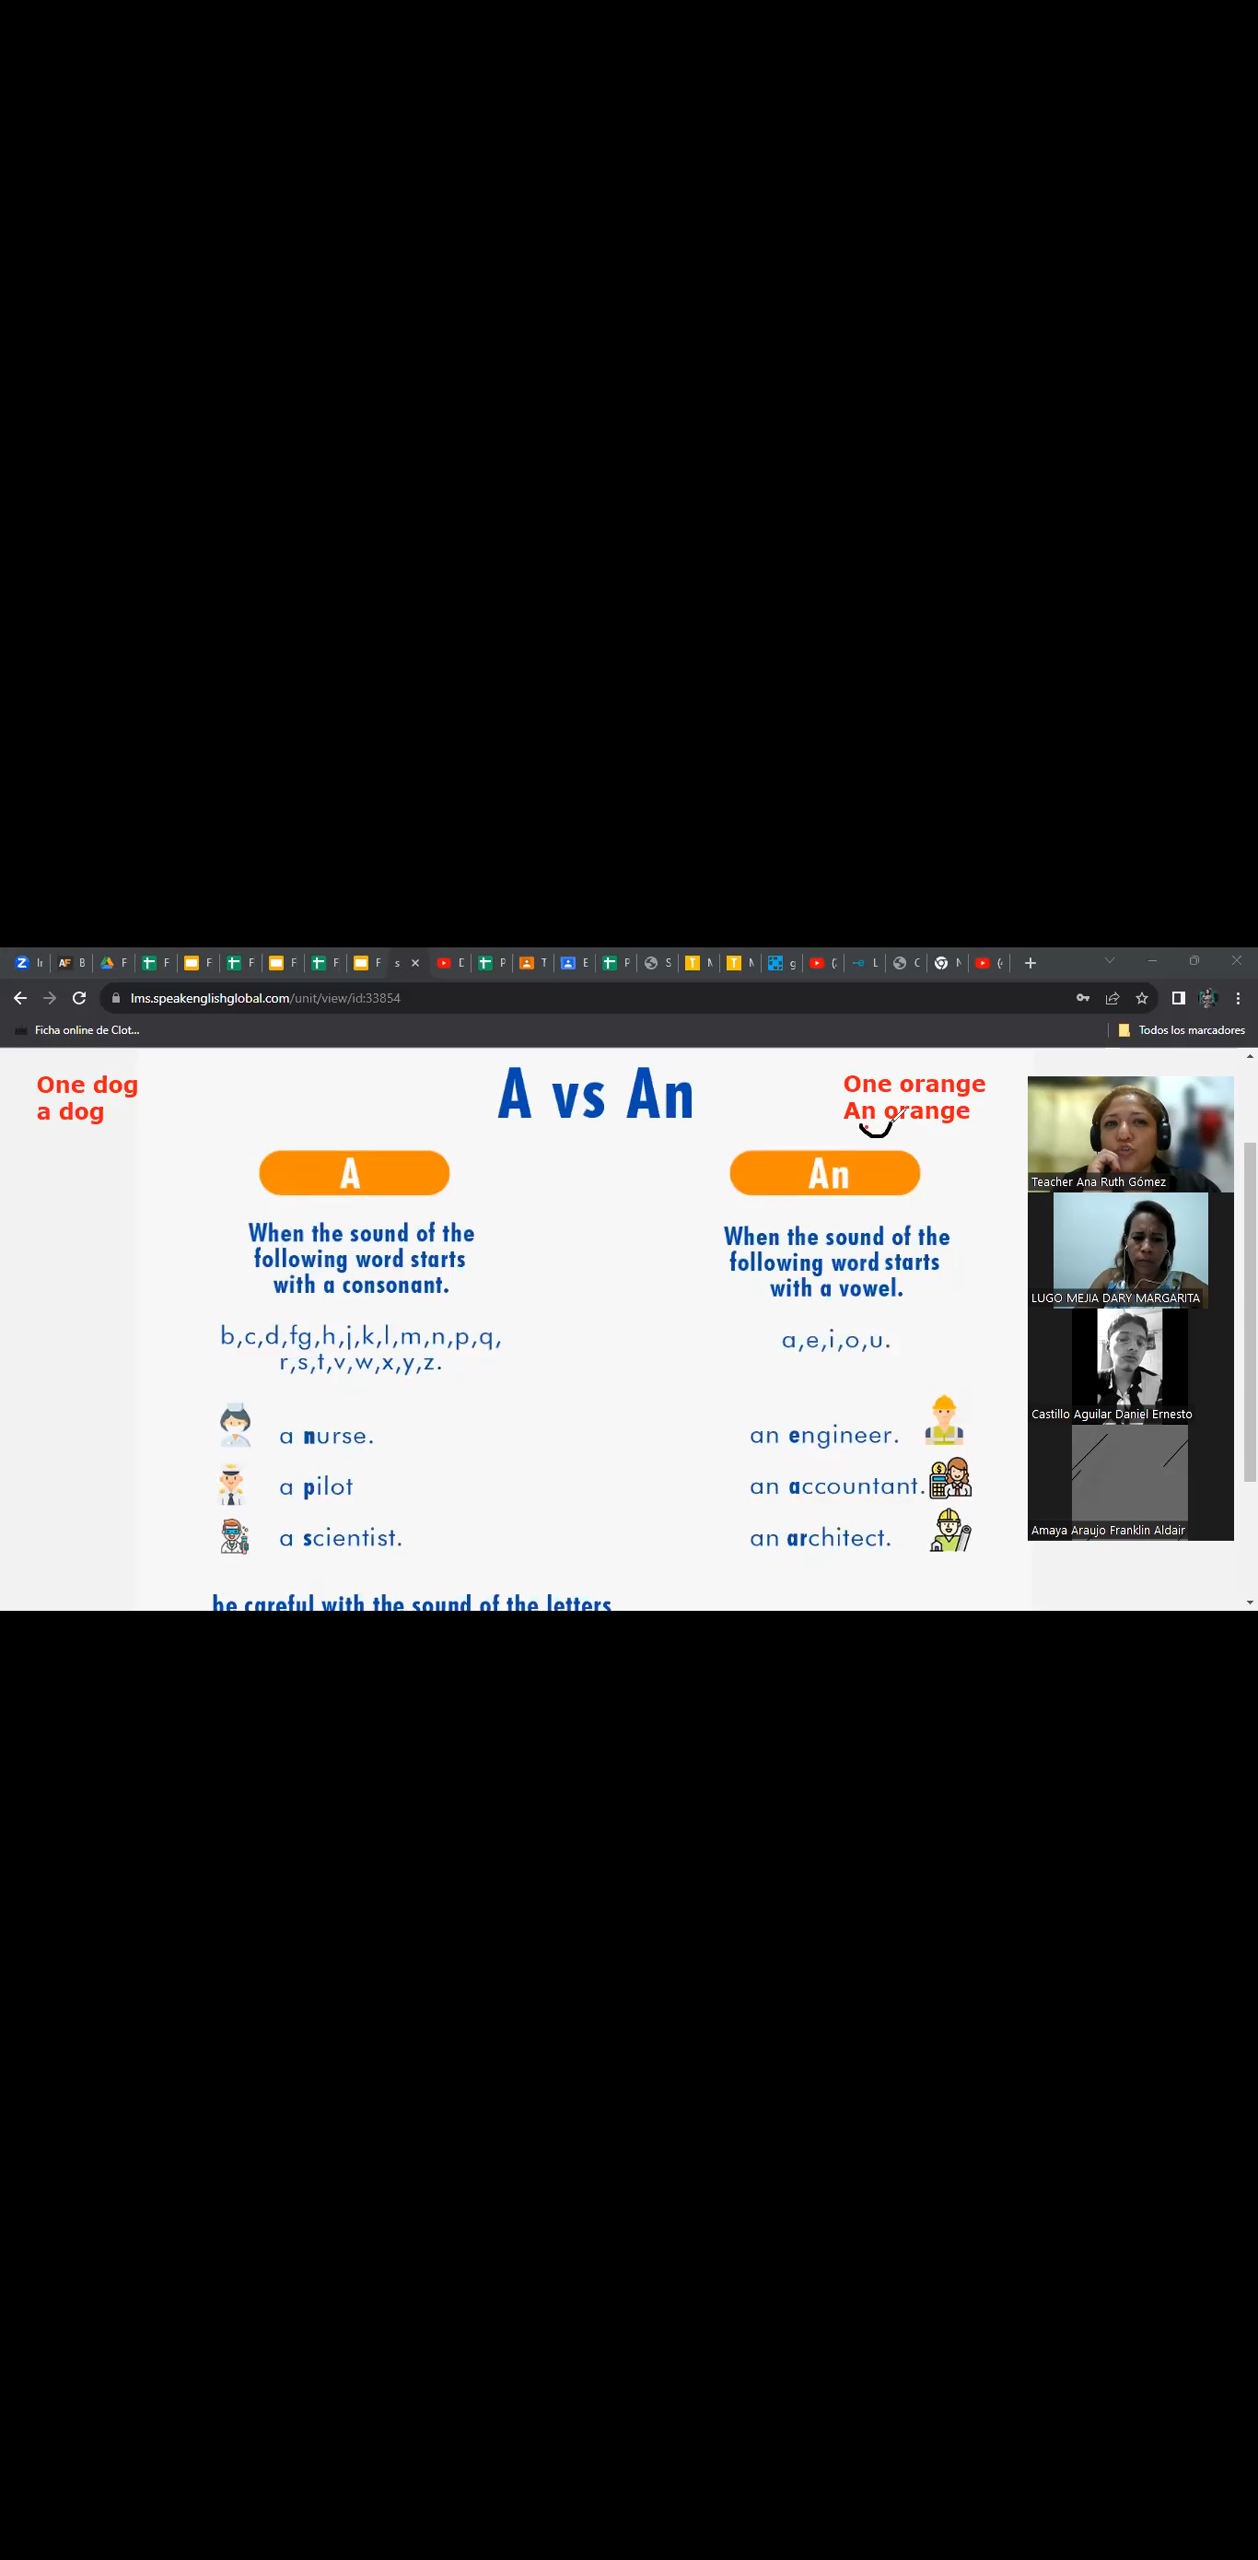 lms.speakenglishglobal.com/unit/view/id:33854
Ficha online de Clot...
Todos los marcadores
One dog
a dog
A vs An
One orange
An orange
A
An
When the sound of the
following word starts
with a consonant.
When the sound of the
following word starts
with a vowel.
b,c,d,fg,h,j,k,l,m,n,p,q,
r,s,t,v,w,x,y,z.
a,e,i,o,u.
a nurse.
a pilot
a scientist.
an engineer.
an accountant.
an architect.
be careful with the sound of the letters
Teacher Ana Ruth Gómez
LUGO MEJIA DARY MARGARITA
Castillo Aguilar Daniel Ernesto
Amaya Araujo Franklin Aldair